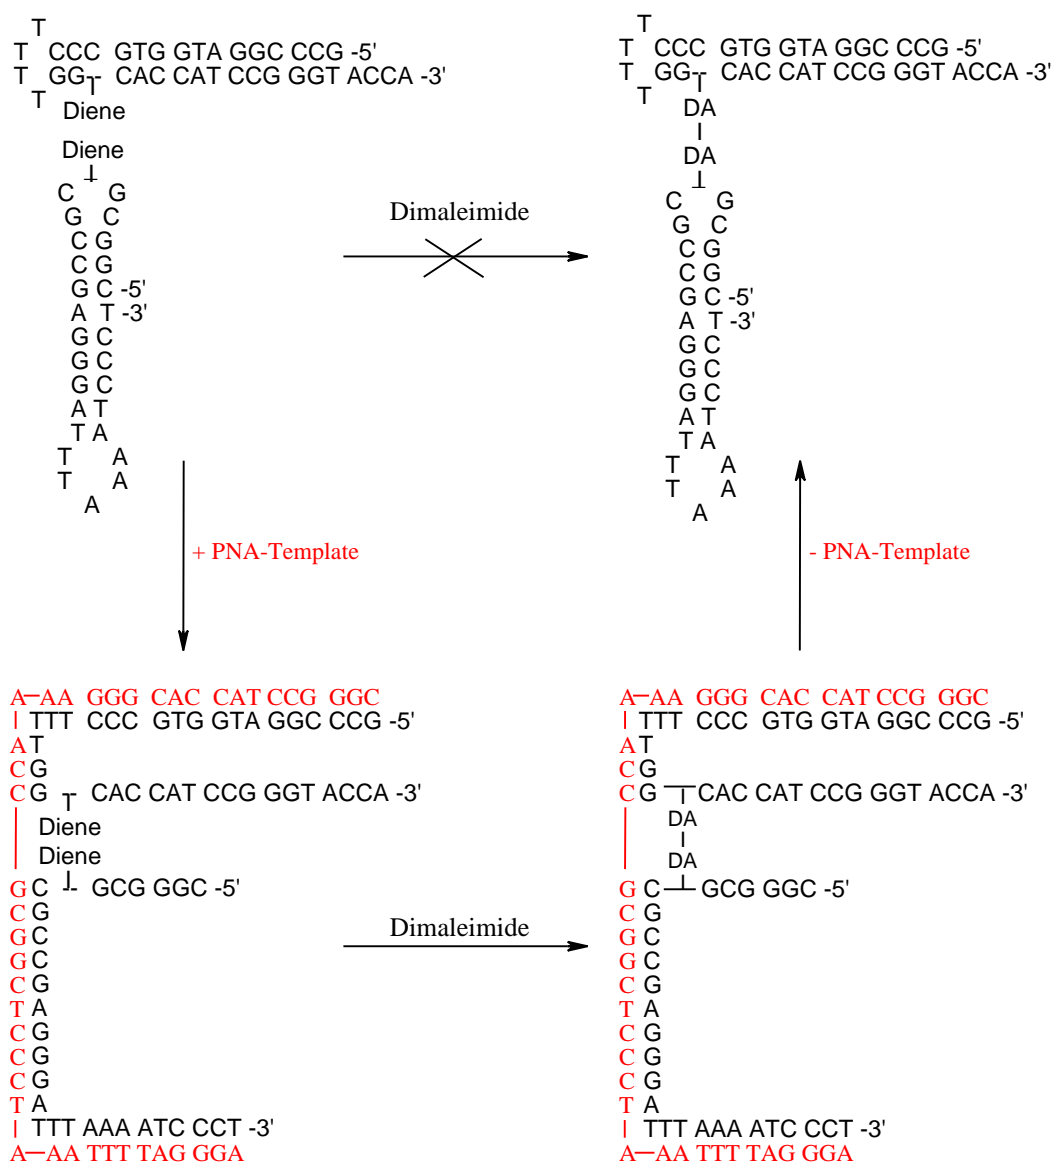 T
T CCC GTG GTA GGC CCG -5'
T GG T CAC CAT CCG GGT ACCA -3'
T
Diene
Diene
T
C G
G C
C G
C G
G C -5'
A T -3'
G C
G C
G C
A T
T A
T A
T A
A
Dimaleimide
T
T CCC GTG GTA GGC CCG -5'
T GG T CAC CAT CCG GGT ACCA -3'
T
DA
DA
T
C G
G C
C G
C G
G C -5'
A T -3'
G C
G C
G C
A T
T A
T A
T A
A
+ PNA-Template
- PNA-Template
A-AA GGG CAC CAT CCG GGC
TTT CCC GTG GTA GGC CCG -5'
A T
C G
C G T CAC CAT CCG GGT ACCA -3'
Diene
Diene
G C T GCG GGC -5'
C G
G C
G C
C G
T A
C G
C G
C G
T A
TTT AAA ATC CCT -3'
A-AA TTT TAG GGA
Dimaleimide
A-AA GGG CAC CAT CCG GGC
TTT CCC GTG GTA GGC CCG -5'
A T
C G
C G T CAC CAT CCG GGT ACCA -3'
DA
DA
G C T GCG GGC -5'
C G
G C
G C
C G
T A
C G
C G
C G
T A
TTT AAA ATC CCT -3'
A-AA TTT TAG GGA